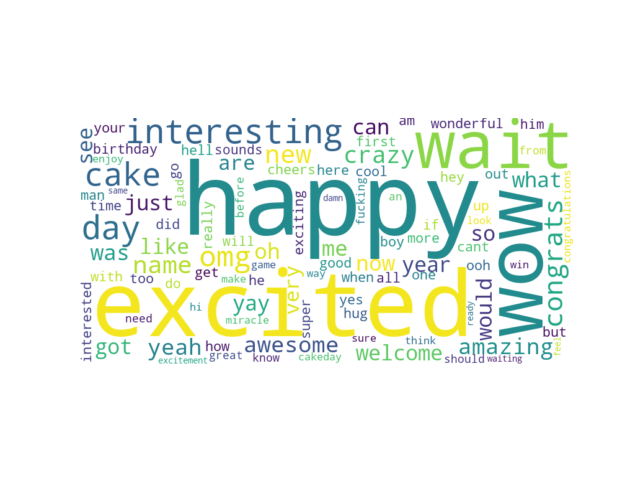 happy
excited
wow
wait
interesting
cake
day
omg
name
crazy
new
see
your
birthday
enjoy
hell
sounds
are
cheers
first
can
am
wonderful
him
from
hey
out
what
congratulations
congrats
so
up
look
cant
if
more
boy
me
oh
now
year
ooh
one
win
would
amazing
but
feel
ready
should
waiting
think
sure
welcome
know
awesome
super
hug
yes
when
all
way
good
here
cool
fucking
an
damn
exciting
before
go
glad
man
same
time
just
did
really
will
was
like
with
too
do
get
he
make
game
very
interested
need
hi
yay
miracle
got
yeah
how
great
excitement
cakeday